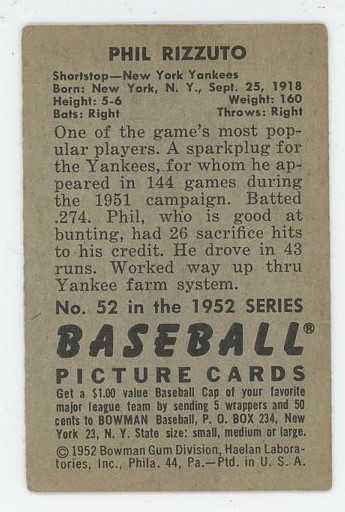 PHIL RIZZUTO
Shortstop—New York Yankees
Born: New York, N. Y., Sept. 25, 1918
Height: 5-6 Weight: 160
Bats: Right Throws: Right
One of the game's most pop-
ular players. A sparkplug for
the Yankees, for whom he ap-
peared in 144 games during
the 1951 campaign. Batted
.274. Phil, who is good at
bunting, had 26 sacrifice hits
to his credit. He drove in 43
runs. Worked way up thru
Yankee farm system.
No. 52 in the 1952 SERIES
BASEBALL®
PICTURE CARDS
Get a $1.00 value Baseball Cap of your favorite
major league team by sending 5 wrappers and 50
cents to BOWMAN Baseball, P. O. BOX 234, New
York 23, N. Y. State size: small, medium or large.
©1952 Bowman Gum Division, Haelan Labora-
tories, Inc., Phila. 44, Pa.—Ptd. in U. S. A.